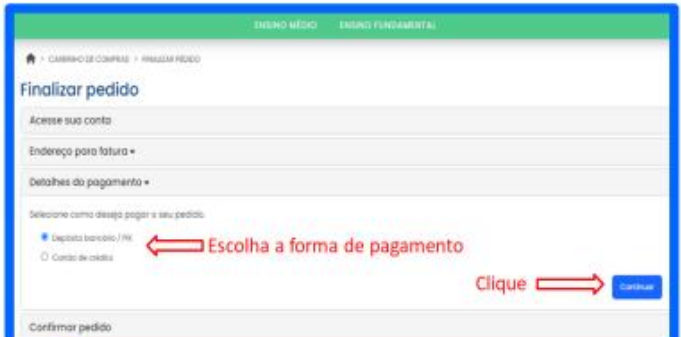 ENSINO MÉDIO ENSINO FUNDAMENTAL
> CARRINHO DE COMPRAS > FINALIZAR PEDIDO
Finalizar pedido
Acesse sua conta
Endereço para fatura
Detalhes do pagamento
Selecione como deseja pagar o seu pedido.
Depósito bancário / PIX
Escolha a forma de pagamento
Cartão de crédito
Clique
Continuar
Confirmar pedido